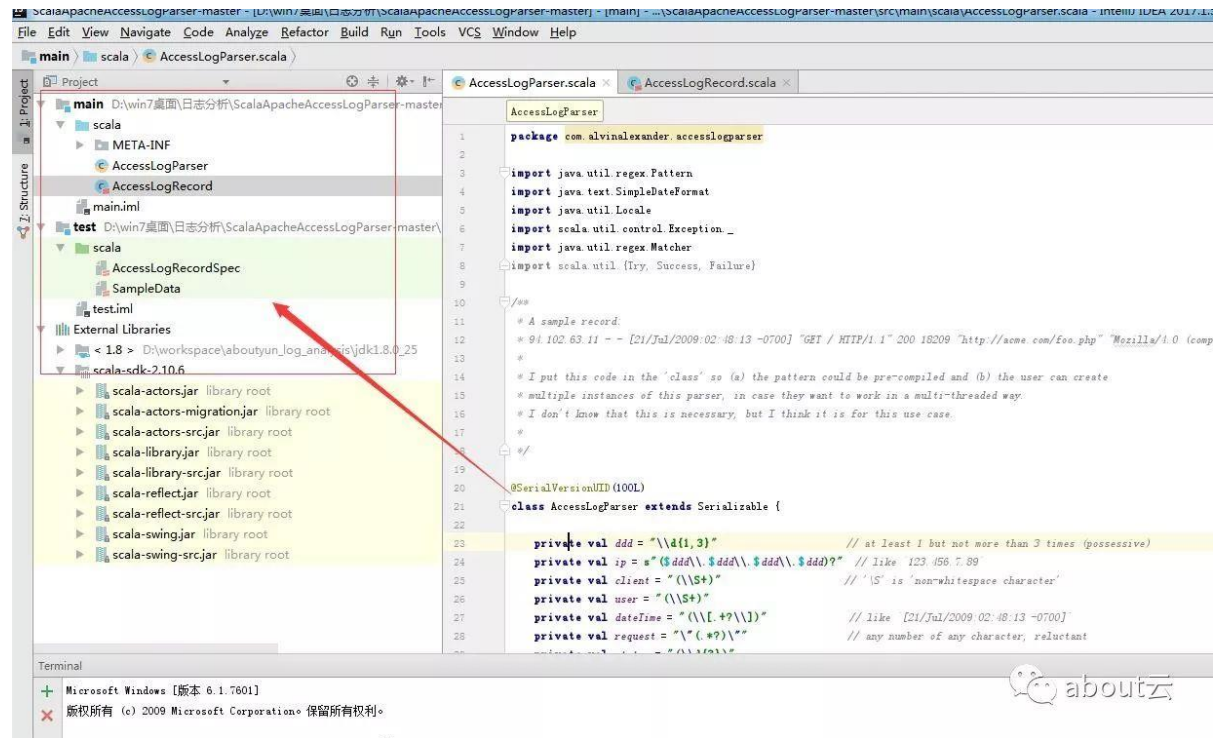 ScalaApacheAccessLogParser-master - [D:\win7桌面\日志分析\ScalaApacheAccessLogParser-master] - [main] - ...\ScalaApacheAccessLogParser-master\src\main\scala\AccessLogParser.scala - IntelliJ IDEA 2017.1.
File Edit View Navigate Code Analyze Refactor Build Run Tools VCS Window Help
main scala AccessLogParser.scala
Project
AccessLogParser.scala
AccessLogRecord.scala
1: Project
Z: Structure
main D:\win7桌面\日志分析\ScalaApacheAccessLogParser-master
scala
META-INF
AccessLogParser
AccessLogRecord
main.iml
test D:\win7桌面\日志分析\ScalaApacheAccessLogParser-master\
scala
AccessLogRecordSpec
SampleData
test.iml
External Libraries
< 1.8 > D:\workspace\aboutyun_log_analysis\jdk1.8.0_25
scala-sdk-2.10.6
scala-actors.jar library root
scala-actors-migration.jar library root
scala-actors-src.jar library root
scala-library.jar library root
scala-library-src.jar library root
scala-reflect.jar library root
scala-reflect-src.jar library root
scala-swing.jar library root
scala-swing-src.jar library root
AccessLogParser
1 package com.alvinalexander.accesslogparser
2
3 import java.util.regex.Pattern
4 import java.text.SimpleDateFormat
5 import java.util.Locale
6 import scala.util.control.Exception._
7 import java.util.regex.Matcher
8 import scala.util.{Try, Success, Failure}
9
10 /**
11 * A sample record:
12 * 94.102.63.11 - - [21/Jul/2009:02:48:13 -0700] "GET / HTTP/1.1" 200 18209 "http://acme.com/foo.php" "Mozilla/4.0 (comp
13 *
14 * I put this code in the 'class' so (a) the pattern could be pre-compiled and (b) the user can create
15 * multiple instances of this parser, in case they want to work in a multi-threaded way.
16 * I don't know that this is necessary, but I think it is for this use case.
17 *
18 */
19
20 @SerialVersionUID(100L)
21 class AccessLogParser extends Serializable {
22
23 private val ddd = "\\d{1,3}" // at least 1 but not more than 3 times (possessive)
24 private val ip = s"($ddd\\.$ddd\\.$ddd\\.$ddd)?" // like `123.456.7.89`
25 private val client = "(\\S+)" // '\S' is 'non-whitespace character'
26 private val user = "(\\S+)"
27 private val dateTime = "(\\[.+?\\])" // like `[21/Jul/2009:02:48:13 -0700]`
28 private val request = "\"(.*?)\"" // any number of any character, reluctant
Terminal
Microsoft Windows [版本 6.1.7601]
版权所有 (c) 2009 Microsoft Corporation。保留所有权利。
about云